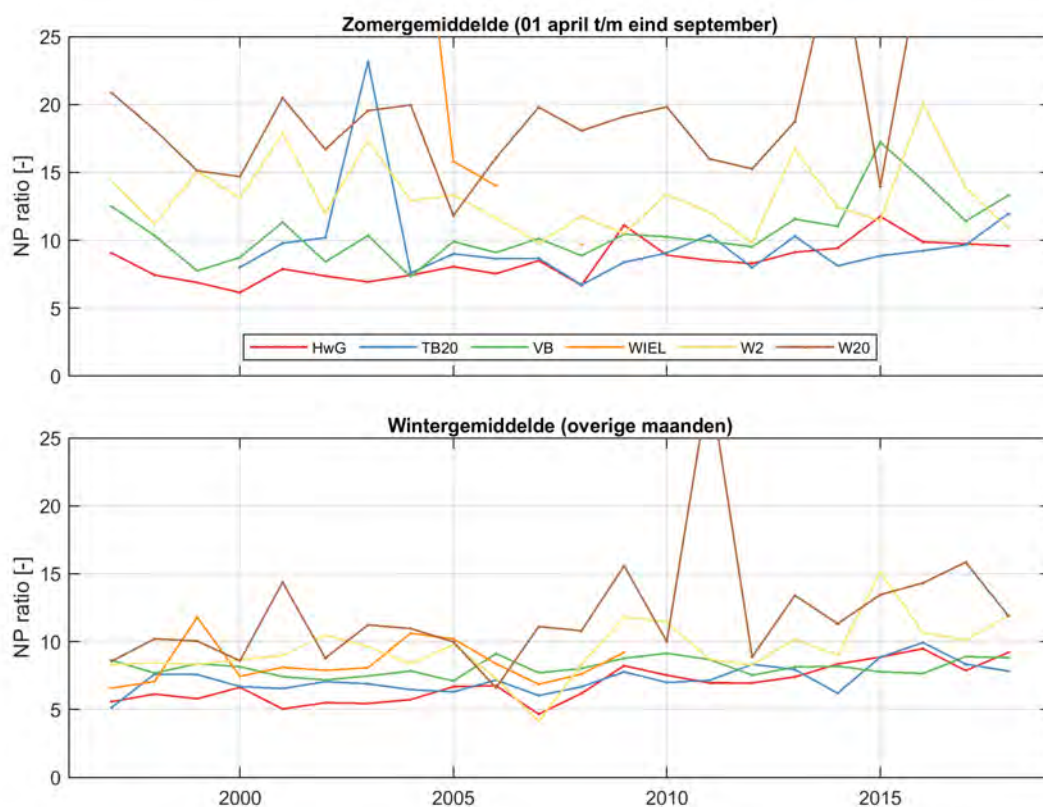 Zomergemiddelde (01 april t/m eind september)
25
20
15
10
5
0
NP ratio [-]
HwG TB20 VB WIEL W2 W20
Wintergemiddelde (overige maanden)
25
20
15
10
5
0
NP ratio [-]
2000 2005 2010 2015